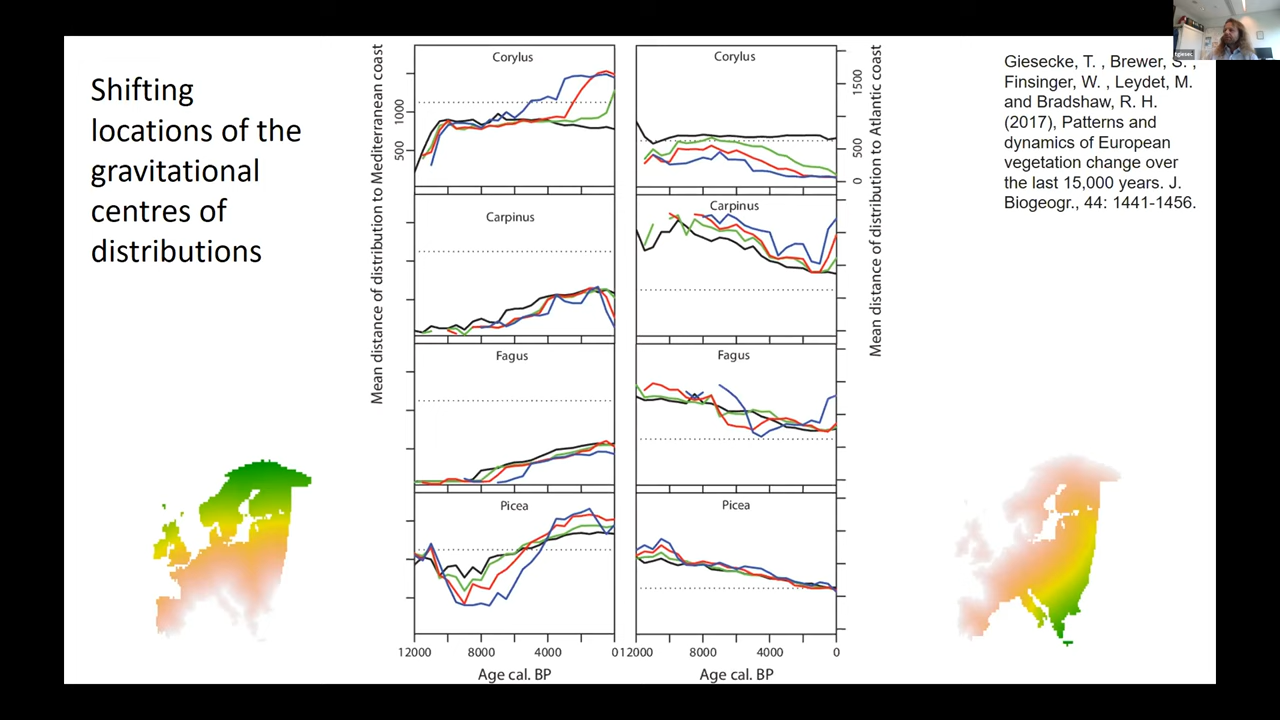 Shifting
locations of the
gravitational
centres of
distributions
Mean distance of distribution to Mediterranean coast
1000
500
Corylus
Carpinus
Fagus
Picea
12000
8000
4000
0
Age cal. BP
Corylus
Carpinus
Fagus
Picea
12000
8000
4000
0
Age cal. BP
1500
500
0
Mean distance of distribution to Atlantic coast
Giesecke, T. , Brewer, S. ,
Finsinger, W. , Leydet, M.
and Bradshaw, R. H.
(2017), Patterns and
dynamics of European
vegetation change over
the last 15,000 years. J.
Biogeogr., 44: 1441-1456.